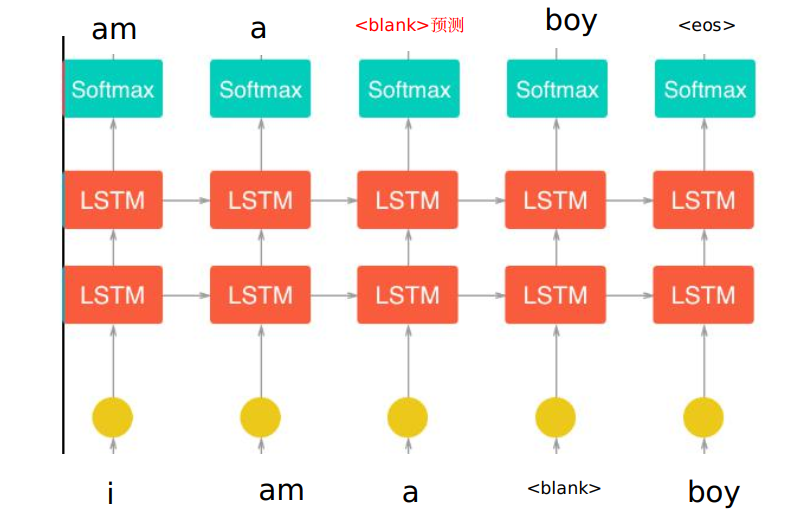 am a <blank>预测 boy <eos>
Softmax Softmax Softmax Softmax Softmax
LSTM LSTM LSTM LSTM LSTM
LSTM LSTM LSTM LSTM LSTM
i am a <blank> boy